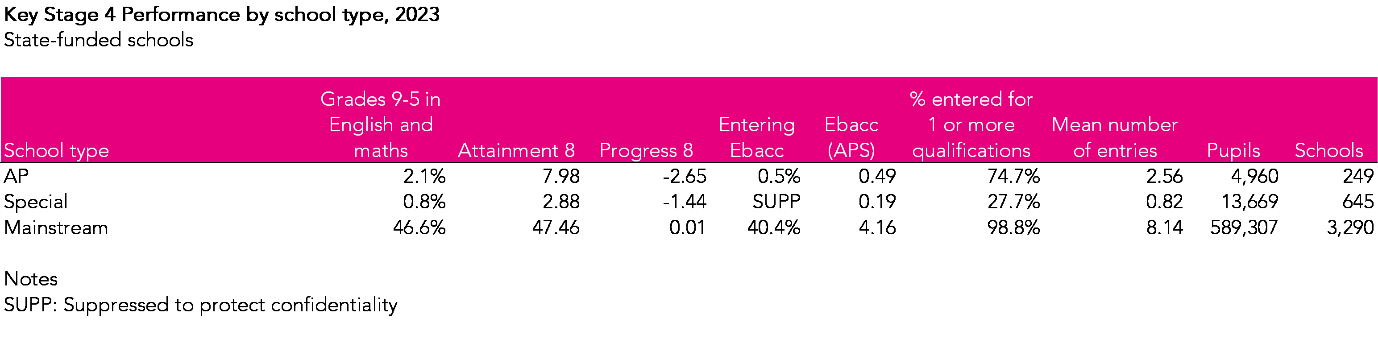 Key Stage 4 Performance by school type, 2023
State-funded schools
School type Grades 9-5 in English and maths Attainment 8 Progress 8 Entering Ebacc Ebacc (APS) % entered for 1 or more qualifications Mean number of entries Pupils Schools
AP 2.1% 7.98 -2.65 0.5% 0.49 74.7% 2.56 4,960 249
Special 0.8% 2.88 -1.44 SUPP 0.19 27.7% 0.82 13,669 645
Mainstream 46.6% 47.46 0.01 40.4% 4.16 98.8% 8.14 589,307 3,290
Notes
SUPP: Suppressed to protect confidentiality